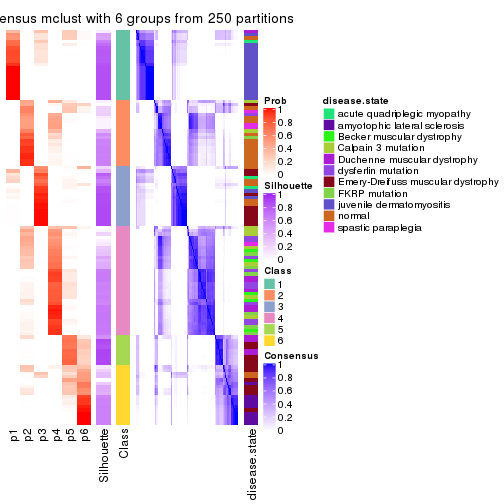 ensus mclust with 6 groups from 250 partitions
Prob
1
0.8
0.6
0.4
0.2
0
Silhouette
1
0.8
0.6
0.4
0.2
0
Class
1
2
3
4
5
6
Consensus
1
0.8
0.6
0.4
0.2
0
disease.state
acute quadriplegic myopathy
amyotophic lateral sclerosis
Becker muscular dystrophy
Calpain 3 mutation
Duchenne muscular dystrophy
dysferlin mutation
Emery-Dreifuss muscular dystrophy
FKRP mutation
juvenile dermatomyositis
normal
spastic paraplegia
p1
p2
p3
p4
p5
p6
Silhouette
Class
disease.state